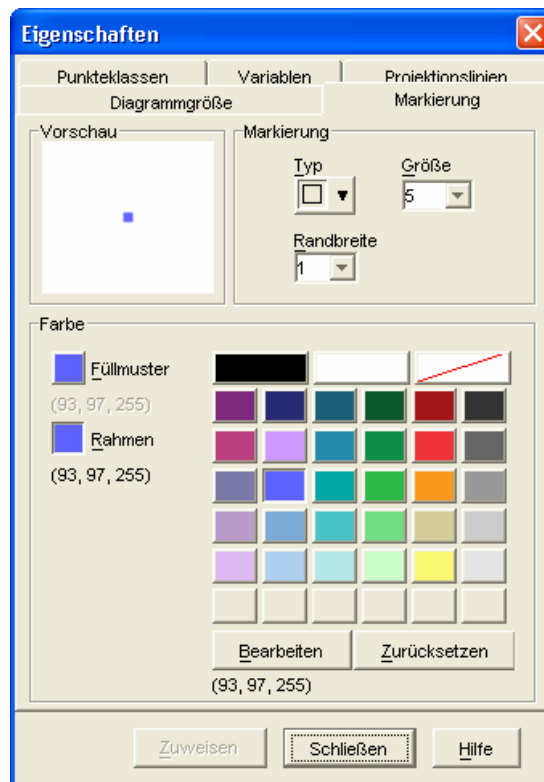 Eigenschaften
Punkteklassen Variablen Projektionslinien
Diagrammgröße Markierung
Vorschau Markierung
Typ Größe
5
Randbreite
1
Farbe
Füllmuster
(93, 97, 255)
Rahmen
(93, 97, 255)
Bearbeiten Zurücksetzen
(93, 97, 255)
Zuweisen Schließen Hilfe